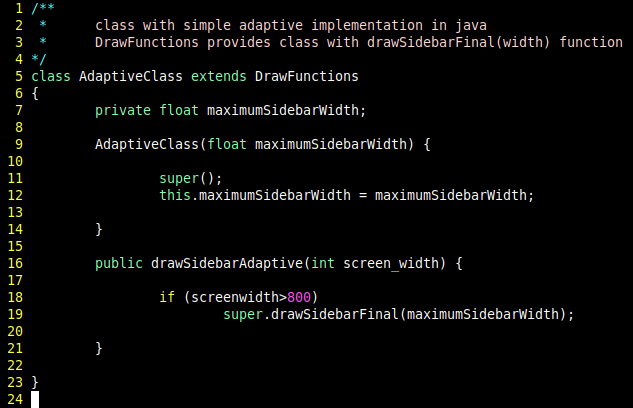 1 /**
2  *      class with simple adaptive implementation in java
3  *      DrawFunctions provides class with drawSidebarFinal(width) function
4 */
5 class AdaptiveClass extends DrawFunctions
6 {
7         private float maximumSidebarWidth;
8
9         AdaptiveClass(float maximumSidebarWidth) {
10
11                 super();
12                 this.maximumSidebarWidth = maximumSidebarWidth;
13
14         }
15
16         public drawSidebarAdaptive(int screen_width) {
17
18                 if (screenwidth>800)
19                         super.drawSidebarFinal(maximumSidebarWidth);
20
21         }
22
23 }
24